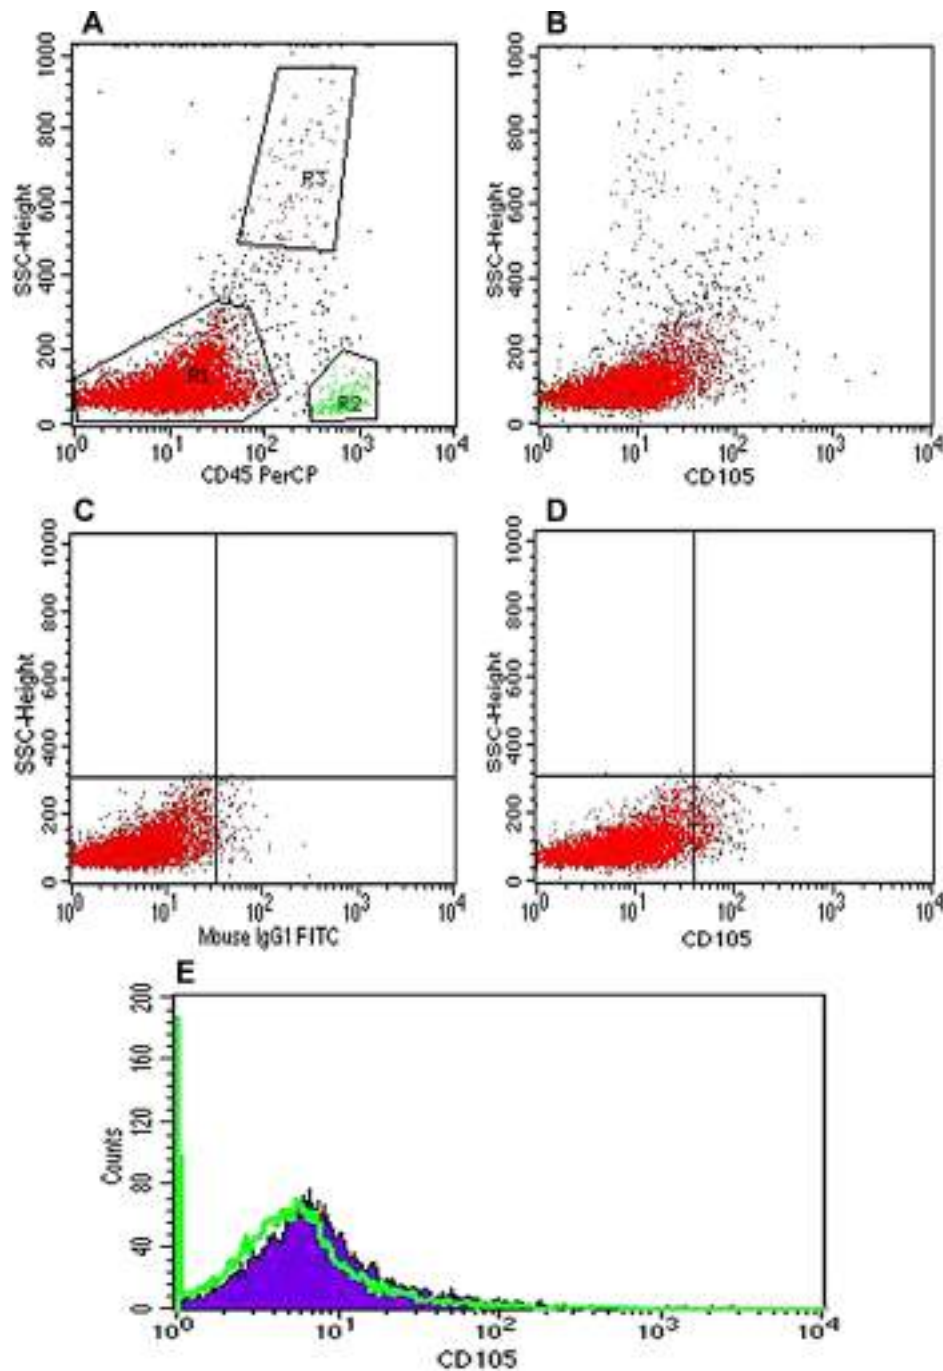 A
B
1000
800
600
400
200
0
SSC-Height
R3
R1
R2
10^0 10^1 10^2 10^3 10^4
CD45 PerCP
1000
800
600
400
200
0
SSC-Height
10^0 10^1 10^2 10^3 10^4
CD105
C
D
1000
800
600
400
200
0
SSC-Height
10^0 10^1 10^2 10^3 10^4
Mouse IgG1 FITC
1000
800
600
400
200
0
SSC-Height
10^0 10^1 10^2 10^3 10^4
CD105
E
200
160
120
80
40
0
Counts
10^0 10^1 10^2 10^3 10^4
CD105